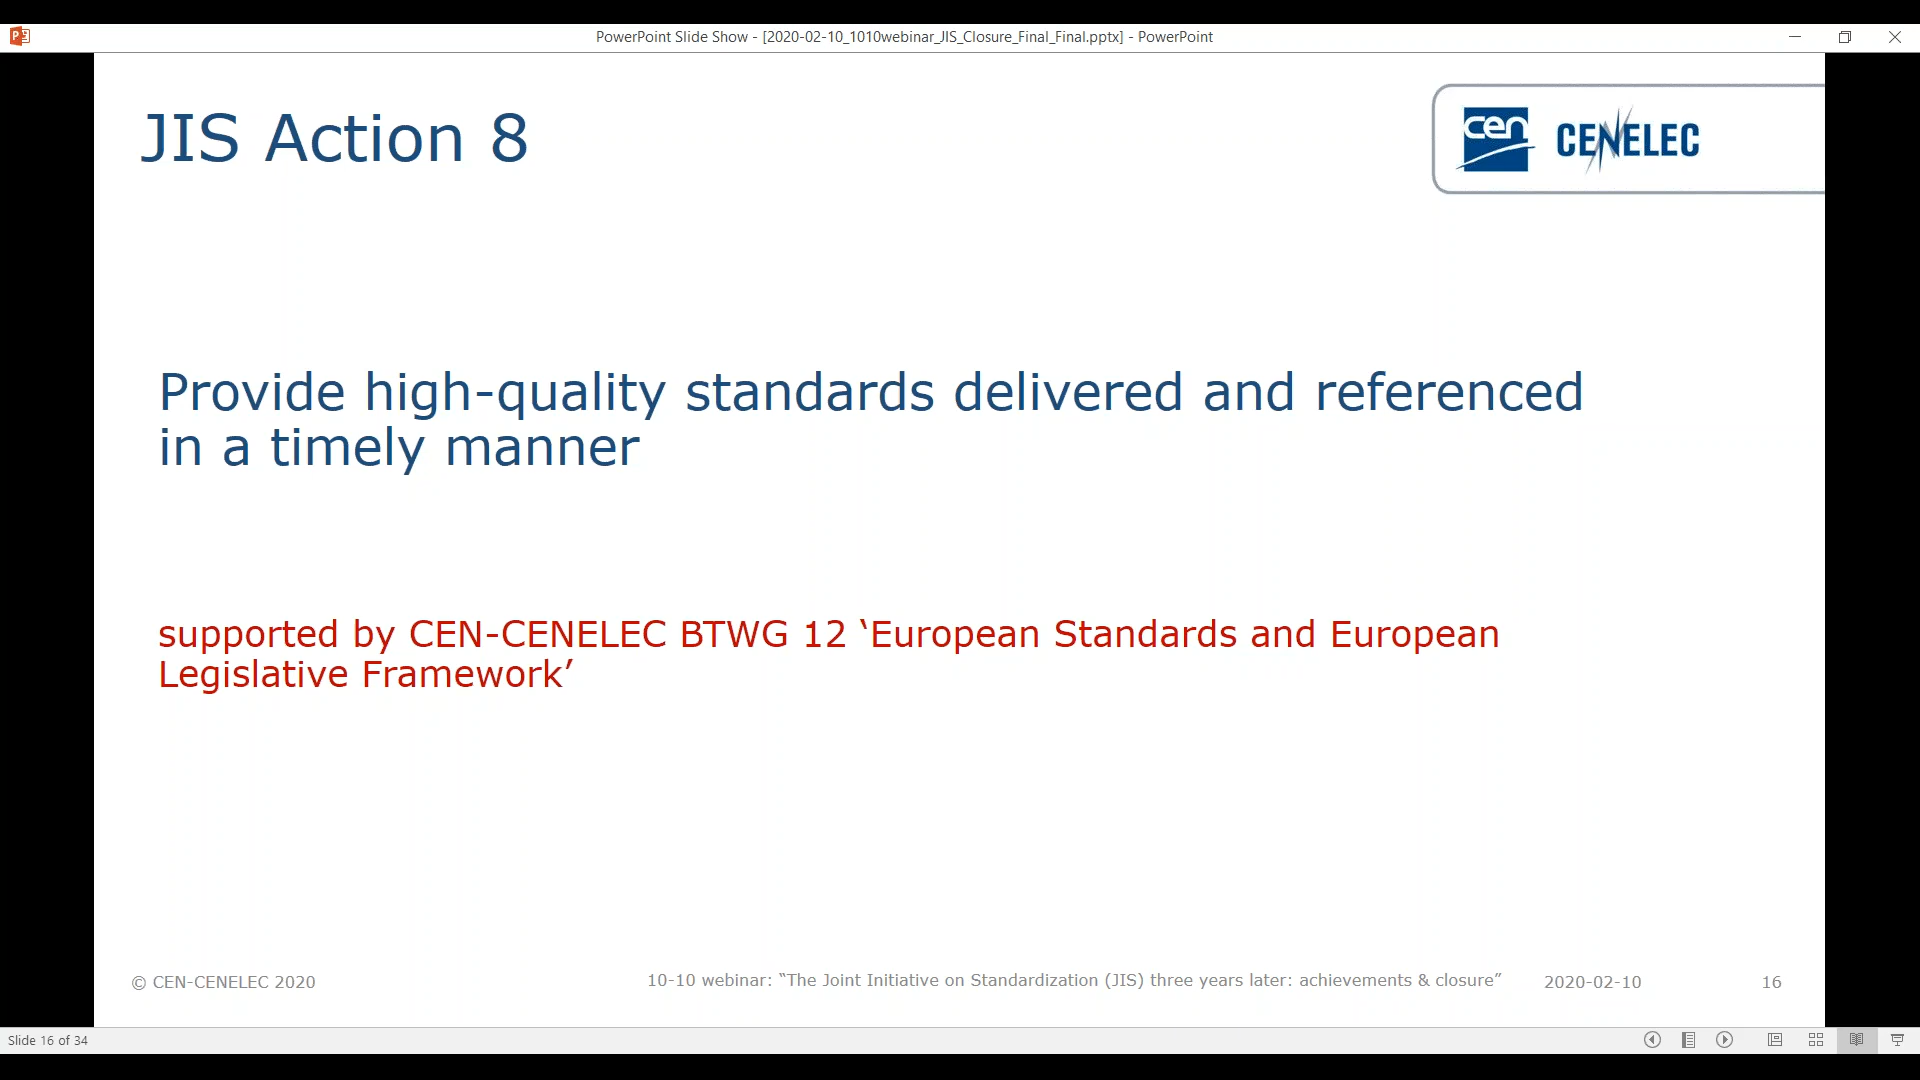 PowerPoint Slide Show - [2020-02-10_1010webinar_JIS_Closure_Final_Final.pptx] - PowerPoint
JIS Action 8
cen CENELEC
Provide high-quality standards delivered and referenced
in a timely manner
supported by CEN-CENELEC BTWG 12 ‘European Standards and European
Legislative Framework’
© CEN-CENELEC 2020
10-10 webinar: “The Joint Initiative on Standardization (JIS) three years later: achievements & closure”
2020-02-10
16
Slide 16 of 34